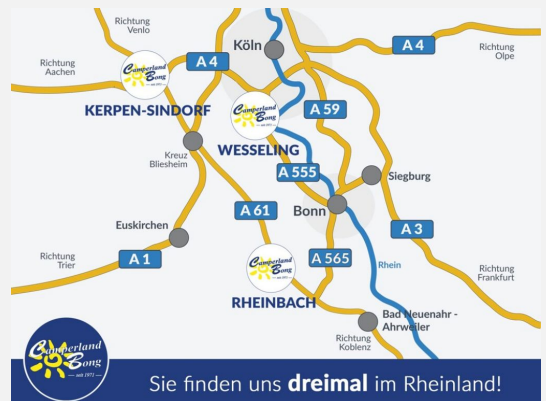 Richtung
Venlo
Köln
A 4
Richtung
Olpe
Richtung
Aachen
Camperland
Bong
seit 1971
A 4
KERPEN-SINDORF
Camperland
Bong
seit 1971
A 59
WESSELING
Kreuz
Bliesheim
A 555
Siegburg
A 61
Bonn
Euskirchen
A 3
Richtung
Trier
A 1
Camperland
Bong
seit 1971
A 565
Rhein
Richtung
Frankfurt
RHEINBACH
Bad Neuenahr -
Ahrweiler
Richtung
Koblenz
Camperland
Bong
seit 1971
Sie finden uns dreimal im Rheinland!